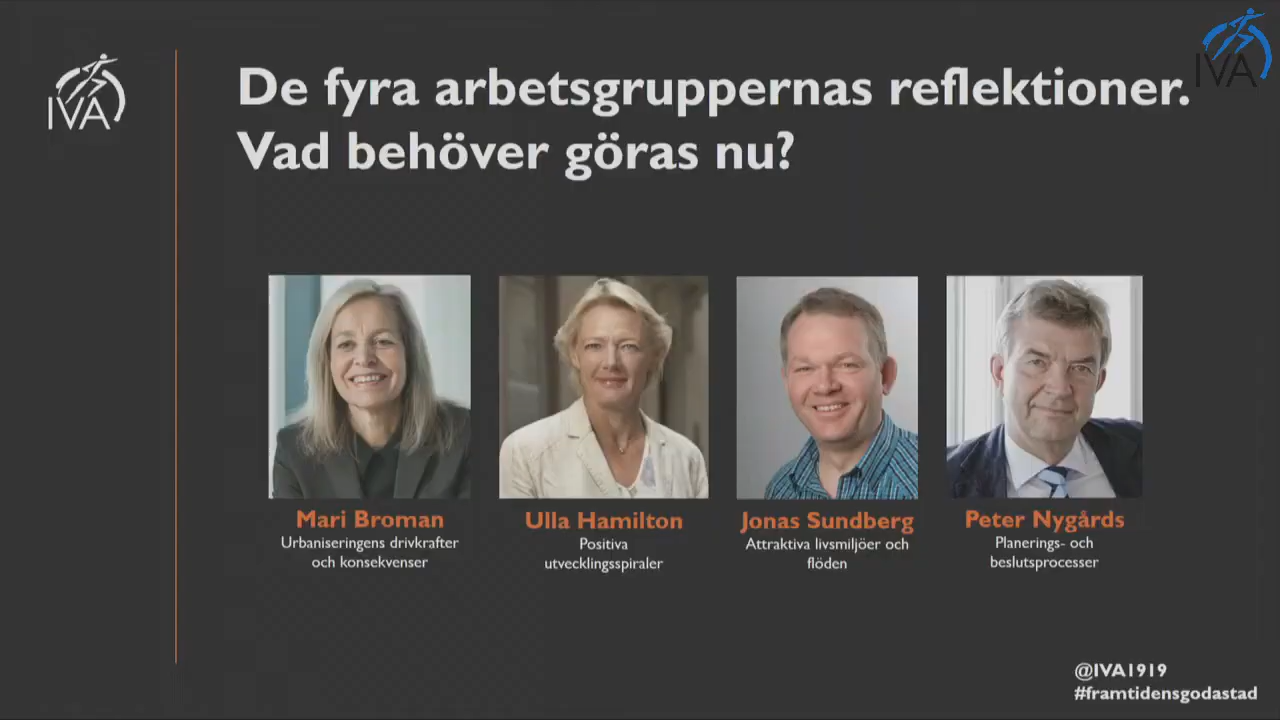 IVA
IVA
De fyra arbetsgruppernas reflektioner.
Vad behöver göras nu?
Mari Broman
Urbaniseringens drivkrafter
och konsekvenser
Ulla Hamilton
Positiva
utvecklingsspiraler
Jonas Sundberg
Attraktiva livsmiljöer och
flöden
Peter Nygårds
Planerings- och
beslutsprocesser
@IVA1919
#framtidensgodastad